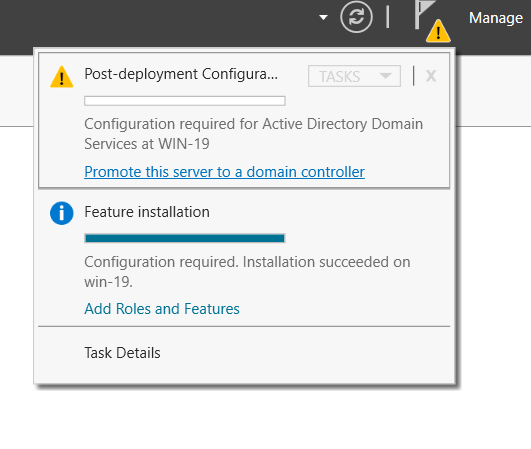 Manage
Post-deployment Configura...
TASKS
X
Configuration required for Active Directory Domain
Services at WIN-19
Promote this server to a domain controller
Feature installation
Configuration required. Installation succeeded on
win-19.
Add Roles and Features
Task Details